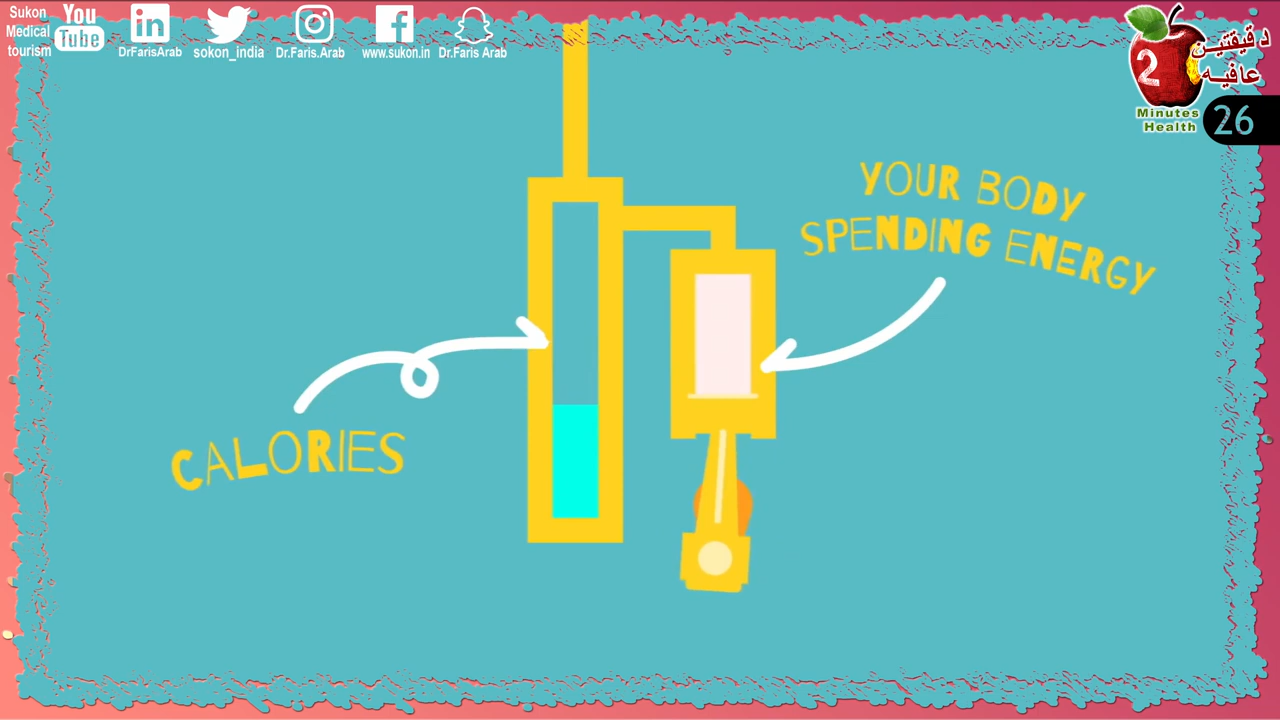 Sukon
Medical
tourism
You
Tube
in
DrFarisArab
sokon_india
Dr.Faris.Arab
www.sukon.in
Dr.Faris Arab
دقيقتين
عافيه
2
Minutes
Health
26
YOUR BODY
SPENDING ENERGY
CALORIES